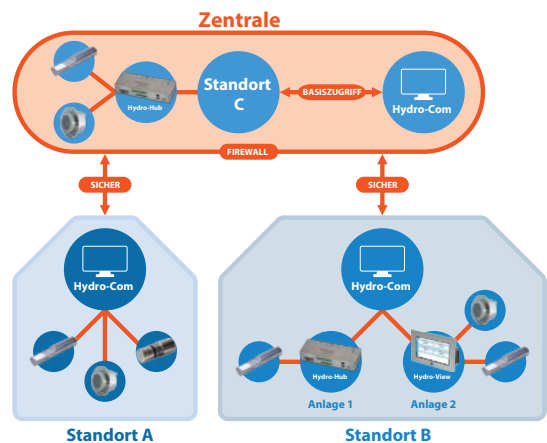 Zentrale
Standort
C
BASISZUGRIFF
Hydro-Hub
Hydro-Com
FIREWALL
SICHER
SICHER
Hydro-Com
Hydro-Com
Hydro-Hub
Hydro-View
Anlage 1
Anlage 2
Standort A
Standort B